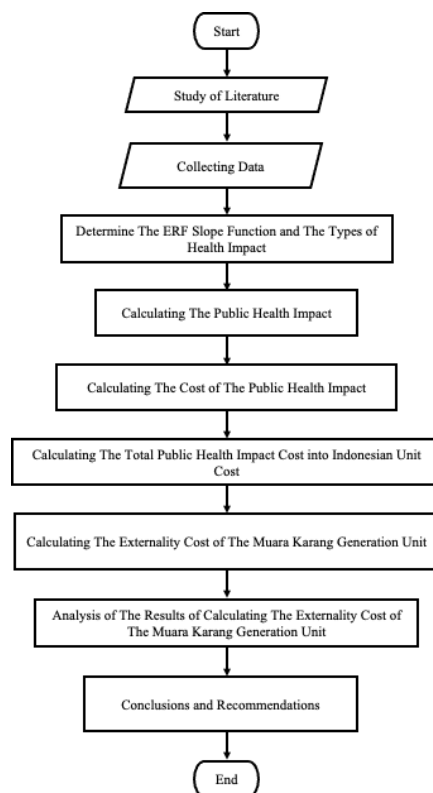 Start
Study of Literature
Collecting Data
Determine The ERF Slope Function and The Types of
Health Impact
Calculating The Public Health Impact
Calculating The Cost of The Public Health Impact
Calculating The Total Public Health Impact Cost into Indonesian Unit
Cost
Calculating The Externality Cost of The Muara Karang Generation Unit
Analysis of The Results of Calculating The Externality Cost of
The Muara Karang Generation Unit
Conclusions and Recommendations
End